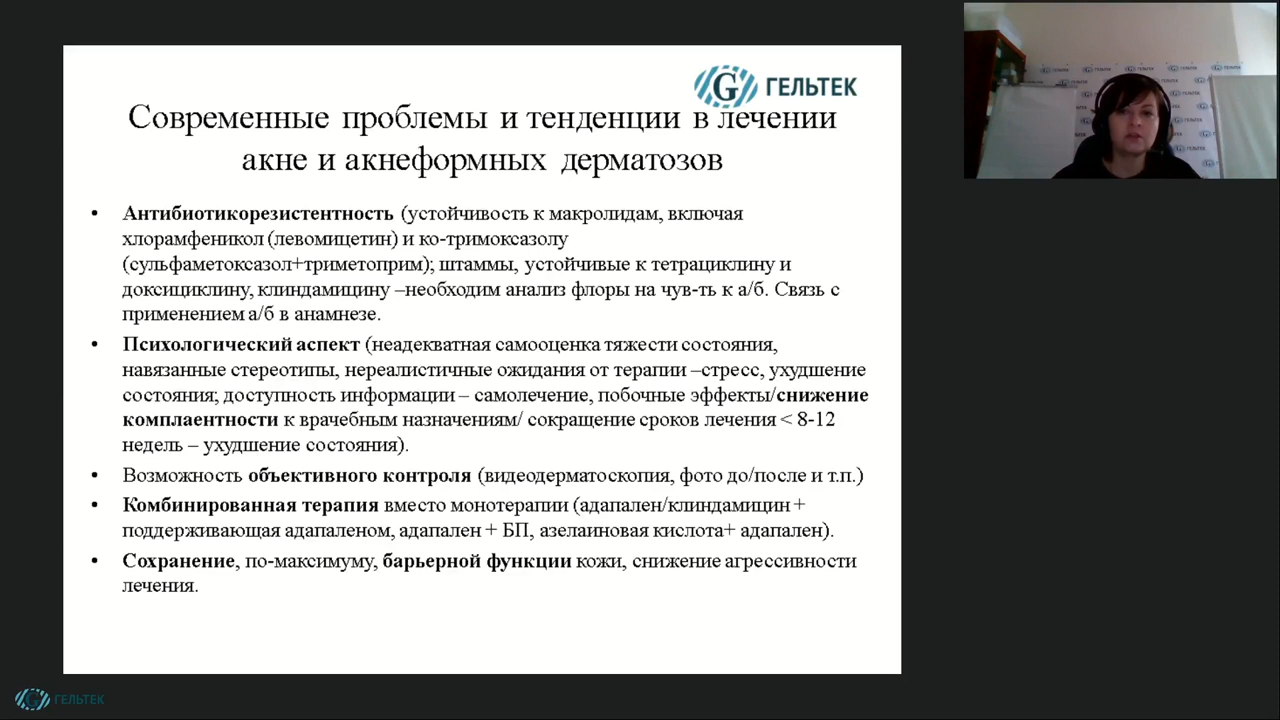 ГЕЛЬТЕК
Современные проблемы и тенденции в лечении
акне и акнеформных дерматозов
• Антибиотикорезистентность (устойчивость к макролидам, включая
хлорамфеникол (левомицетин) и ко-тримоксазолу
(сульфаметоксазол+триметоприм); штаммы, устойчивые к тетрациклину и
доксициклину, клиндамицину –необходим анализ флоры на чув-ть к а/б. Связь с
применением а/б в анамнезе.
• Психологический аспект (неадекватная самооценка тяжести состояния,
навязанные стереотипы, нереалистичные ожидания от терапии –стресс, ухудшение
состояния; доступность информации – самолечение, побочные эффекты/снижение
комплаентности к врачебным назначениям/ сокращение сроков лечения < 8-12
недель – ухудшение состояния).
• Возможность объективного контроля (видеодерматоскопия, фото до/после и т.п.)
• Комбинированная терапия вместо монотерапии (адапален/клиндамицин +
поддерживающая адапаленом, адапален + БП, азелаиновая кислота+ адапален).
• Сохранение, по-максимуму, барьерной функции кожи, снижение агрессивности
лечения.
ГЕЛЬТЕК